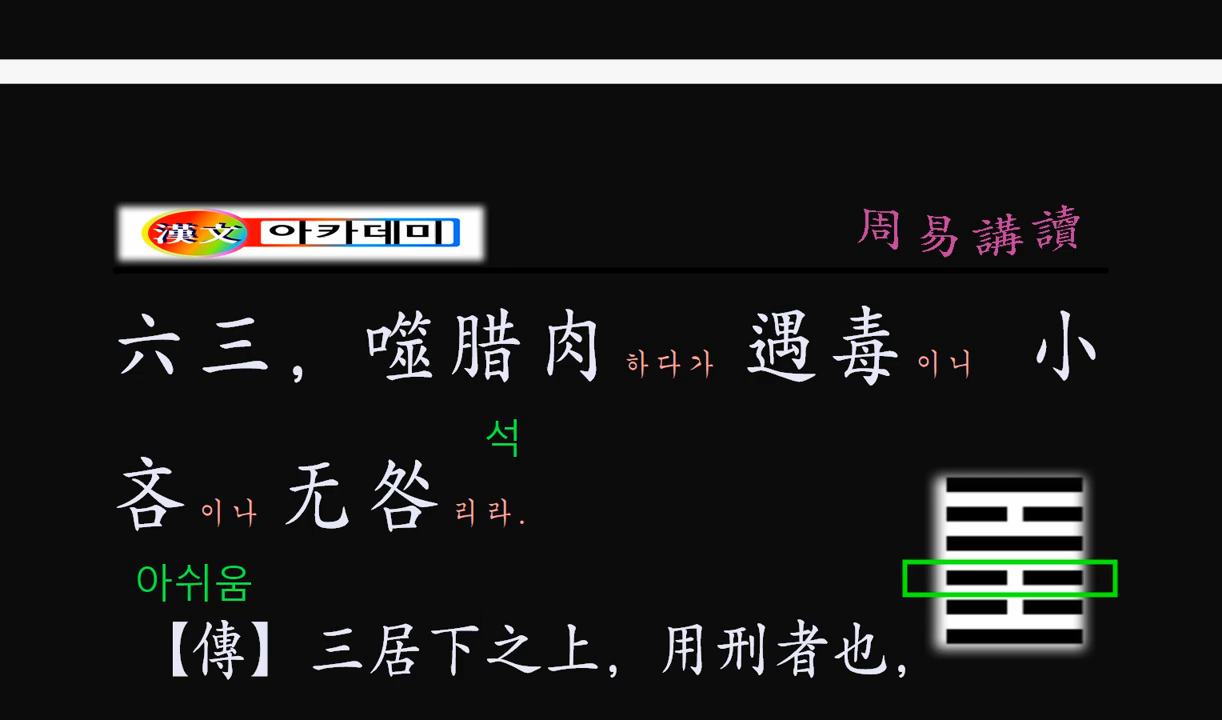 漢文 아카데미
周易講讀
六三, 噬腊肉 하다가 遇毒 이니 小
석
吝 이나 无咎 리라.
아쉬움
【傳】 三居下之上, 用刑者也,